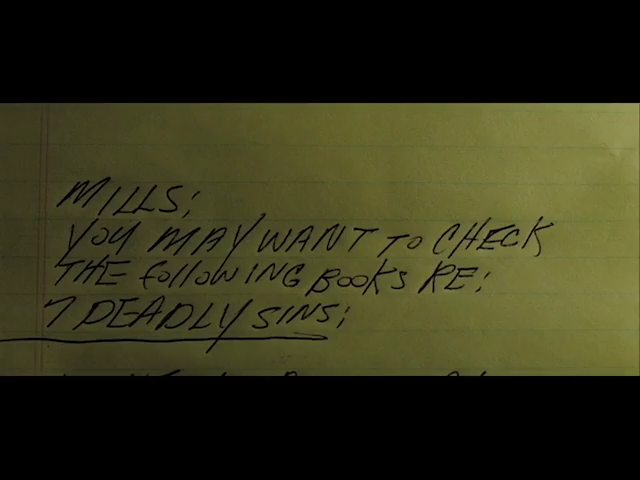 MILLS;
YOU MAY WANT TO CHECK
THE FOLLOWING BOOKS RE:
7 DEADLY SINS;